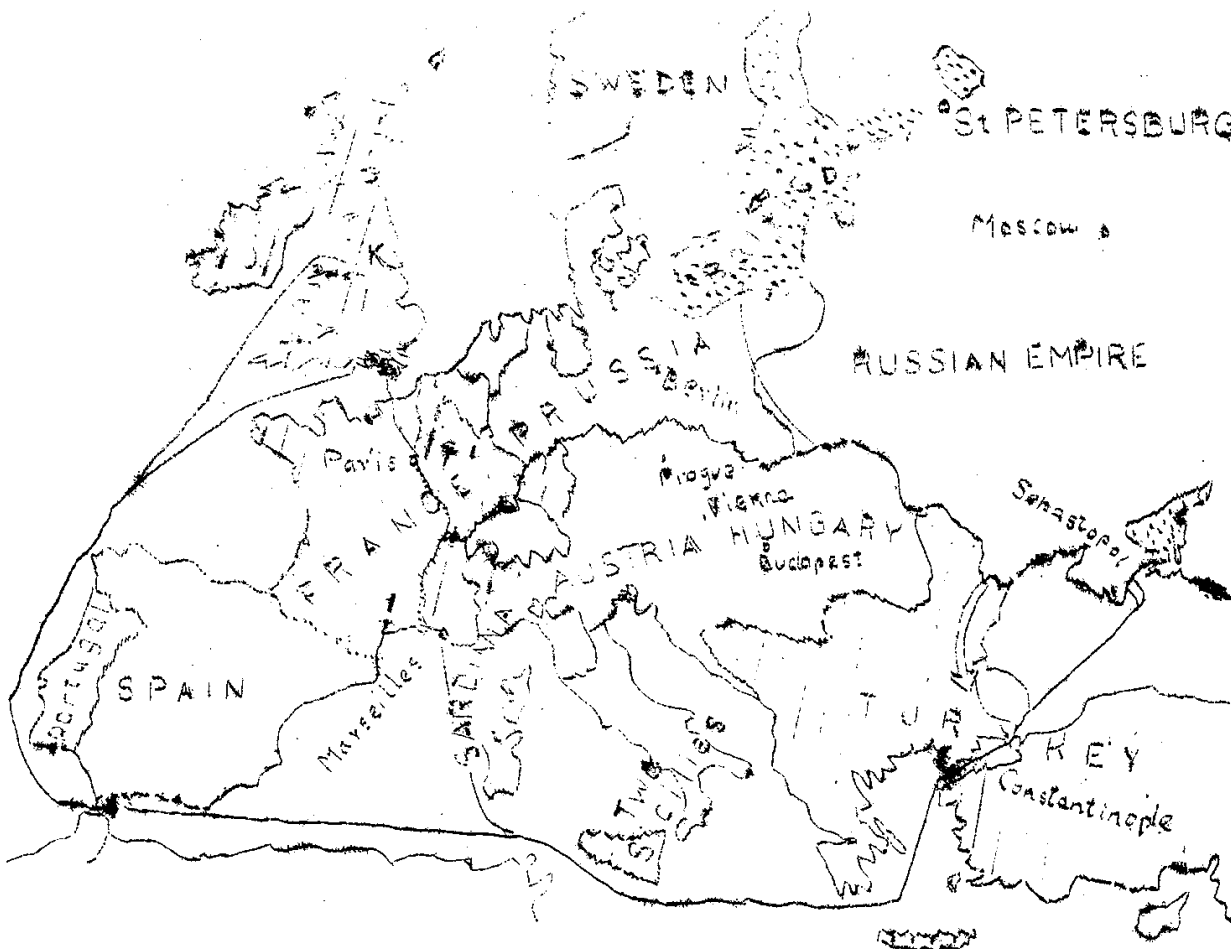 SWEDEN
St PETERSBURG
Moscow
UK
PRUSSIA
Berlin
RUSSIAN EMPIRE
Paris
FRANCE
Prague
Vienna
AUSTRIA HUNGARY
Budapest
Sebastopol
portugal
SPAIN
Marseilles
SARDINIA
Two Sicilies
TURKEY
Constantinople